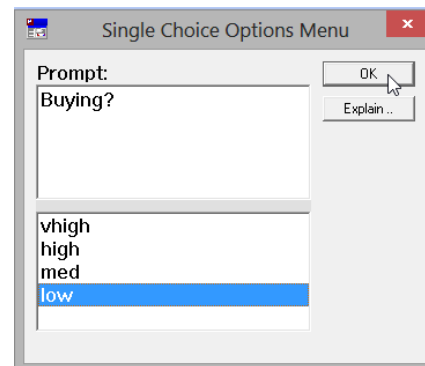 Single Choice Options Menu
Prompt:
OK
Buying?
Explain ..
vhigh
high
med
low